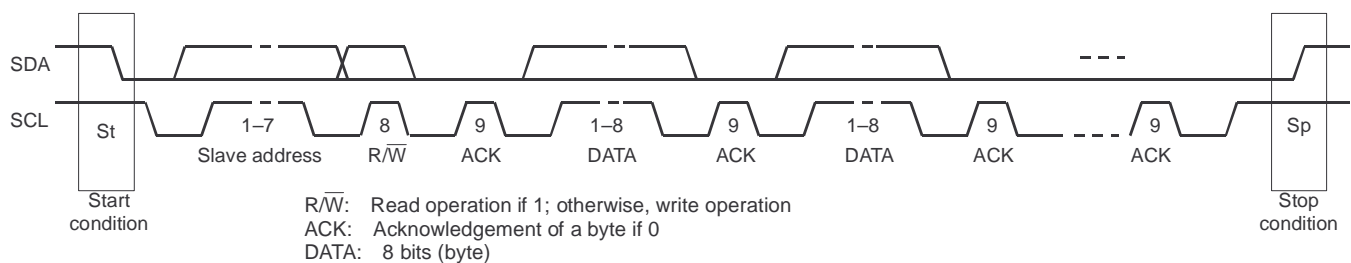 SDA
SCL
St
1–7
8
9
1–8
9
1–8
9
9
Sp
Slave address
R/W̅
ACK
DATA
ACK
DATA
ACK
ACK
Start
condition
Stop
condition
R/W̅: Read operation if 1; otherwise, write operation
ACK: Acknowledgement of a byte if 0
DATA: 8 bits (byte)